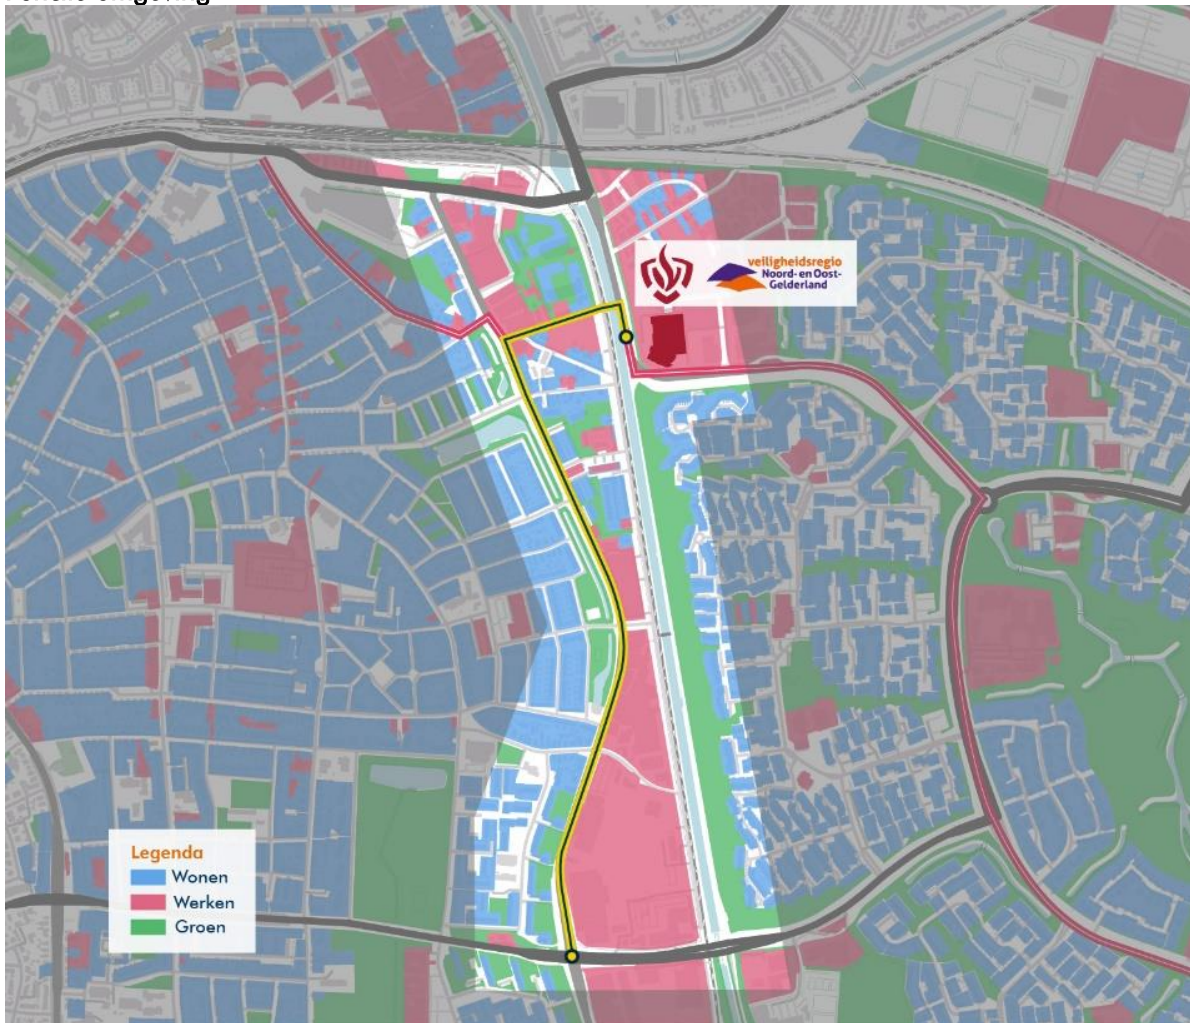 veiligheidsregio
Noord- en Oost-
Gelderland
Legenda
Wonen
Werken
Groen